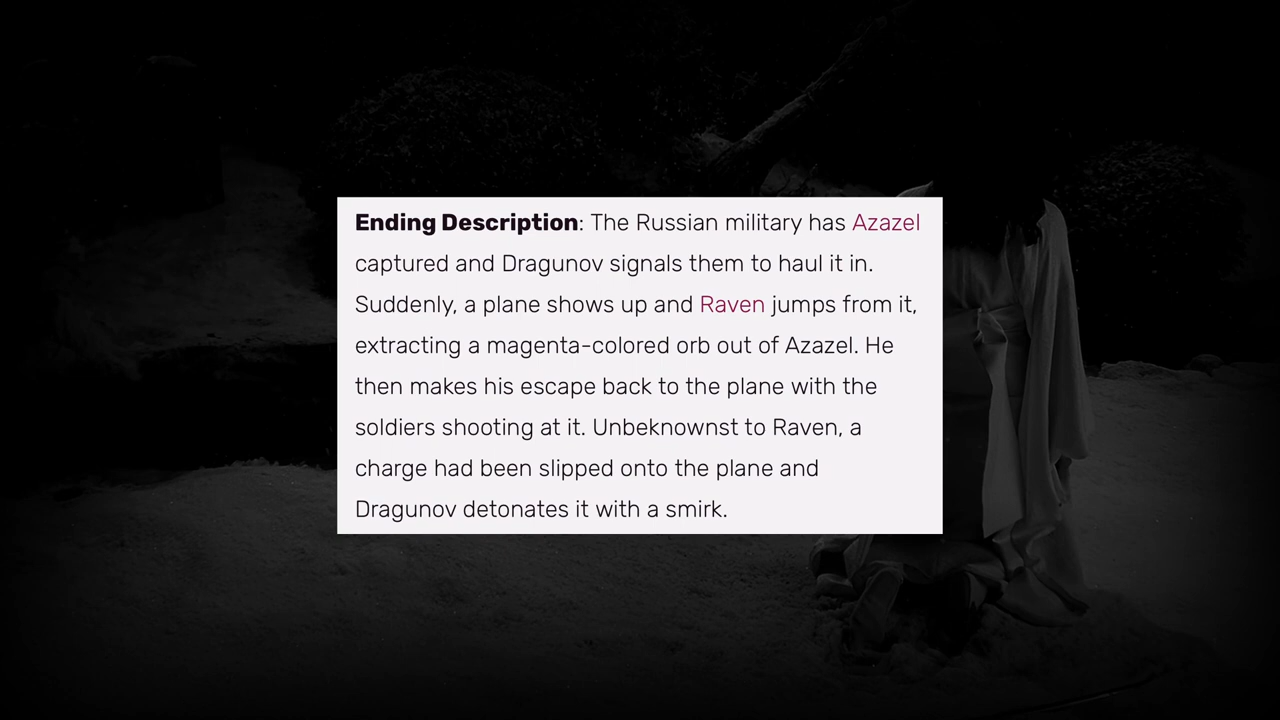 Ending Description: The Russian military has Azazel
captured and Dragunov signals them to haul it in.
Suddenly, a plane shows up and Raven jumps from it,
extracting a magenta-colored orb out of Azazel. He
then makes his escape back to the plane with the
soldiers shooting at it. Unbeknownst to Raven, a
charge had been slipped onto the plane and
Dragunov detonates it with a smirk.